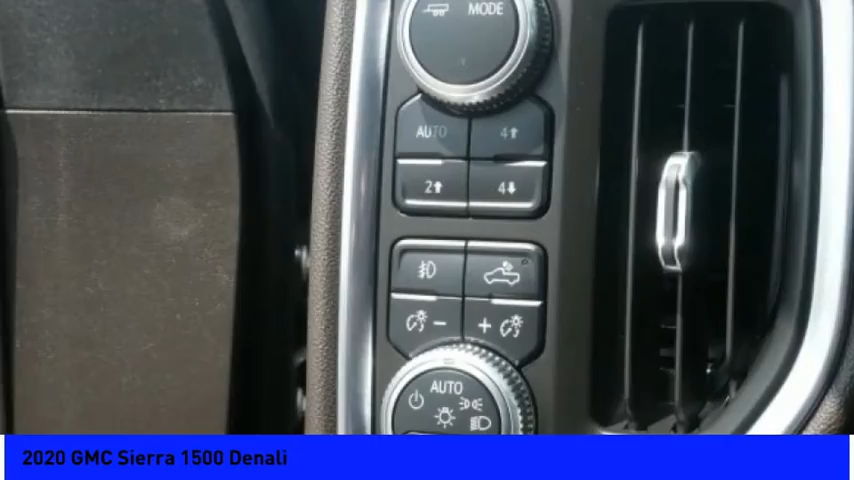 MODE
AUTO 4
2 4
- +
AUTO
2020 GMC Sierra 1500 Denali